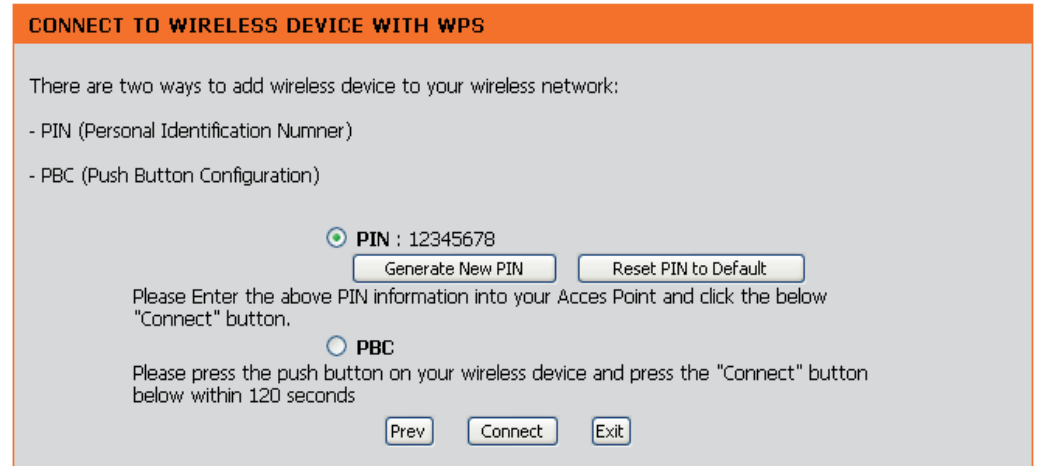 CONNECT TO WIRELESS DEVICE WITH WPS
There are two ways to add wireless device to your wireless network:
- PIN (Personal Identification Numner)
- PBC (Push Button Configuration)
PIN : 12345678
Generate New PIN Reset PIN to Default
Please Enter the above PIN information into your Acces Point and click the below
"Connect" button.
PBC
Please press the push button on your wireless device and press the "Connect" button
below within 120 seconds
Prev Connect Exit